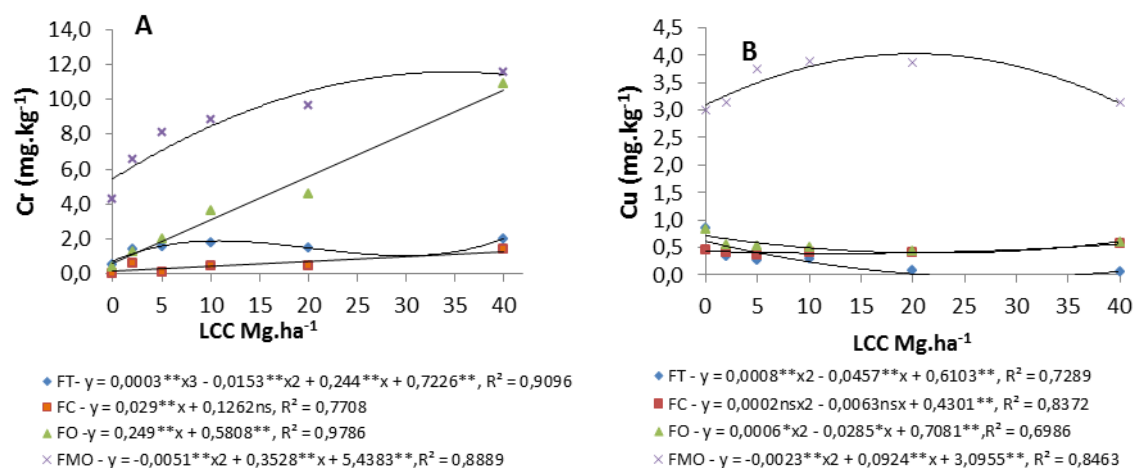 A
Cr (mg.kg⁻¹)
14,0
12,0
10,0
8,0
6,0
4,0
2,0
0,0
0 5 10 15 20 25 30 35 40
LCC Mg.ha⁻¹
FT- y = 0,0003**x3 - 0,0153**x2 + 0,244**x + 0,7226**, R² = 0,9096
FC - y = 0,029**x + 0,1262ns, R² = 0,7708
FO -y = 0,249**x + 0,5808**, R² = 0,9786
FMO - y = -0,0051**x2 + 0,3528**x + 5,4383**,R² = 0,8889
B
Cu (mg.kg⁻¹)
5,0
4,5
4,0
3,5
3,0
2,5
2,0
1,5
1,0
0,5
0,0
0 5 10 15 20 25 30 35 40
LCC Mg.ha⁻¹
FT - y = 0,0008**x2 - 0,0457**x + 0,6103**, R² = 0,7289
FC - y = 0,0002nsx2 - 0,0063nsx + 0,4301**, R² = 0,8372
FO - y = 0,0006*x2 - 0,0285*x + 0,7081**,R² = 0,6986
FMO - y = -0,0023**x2 + 0,0924**x + 3,0955**, R² = 0,8463